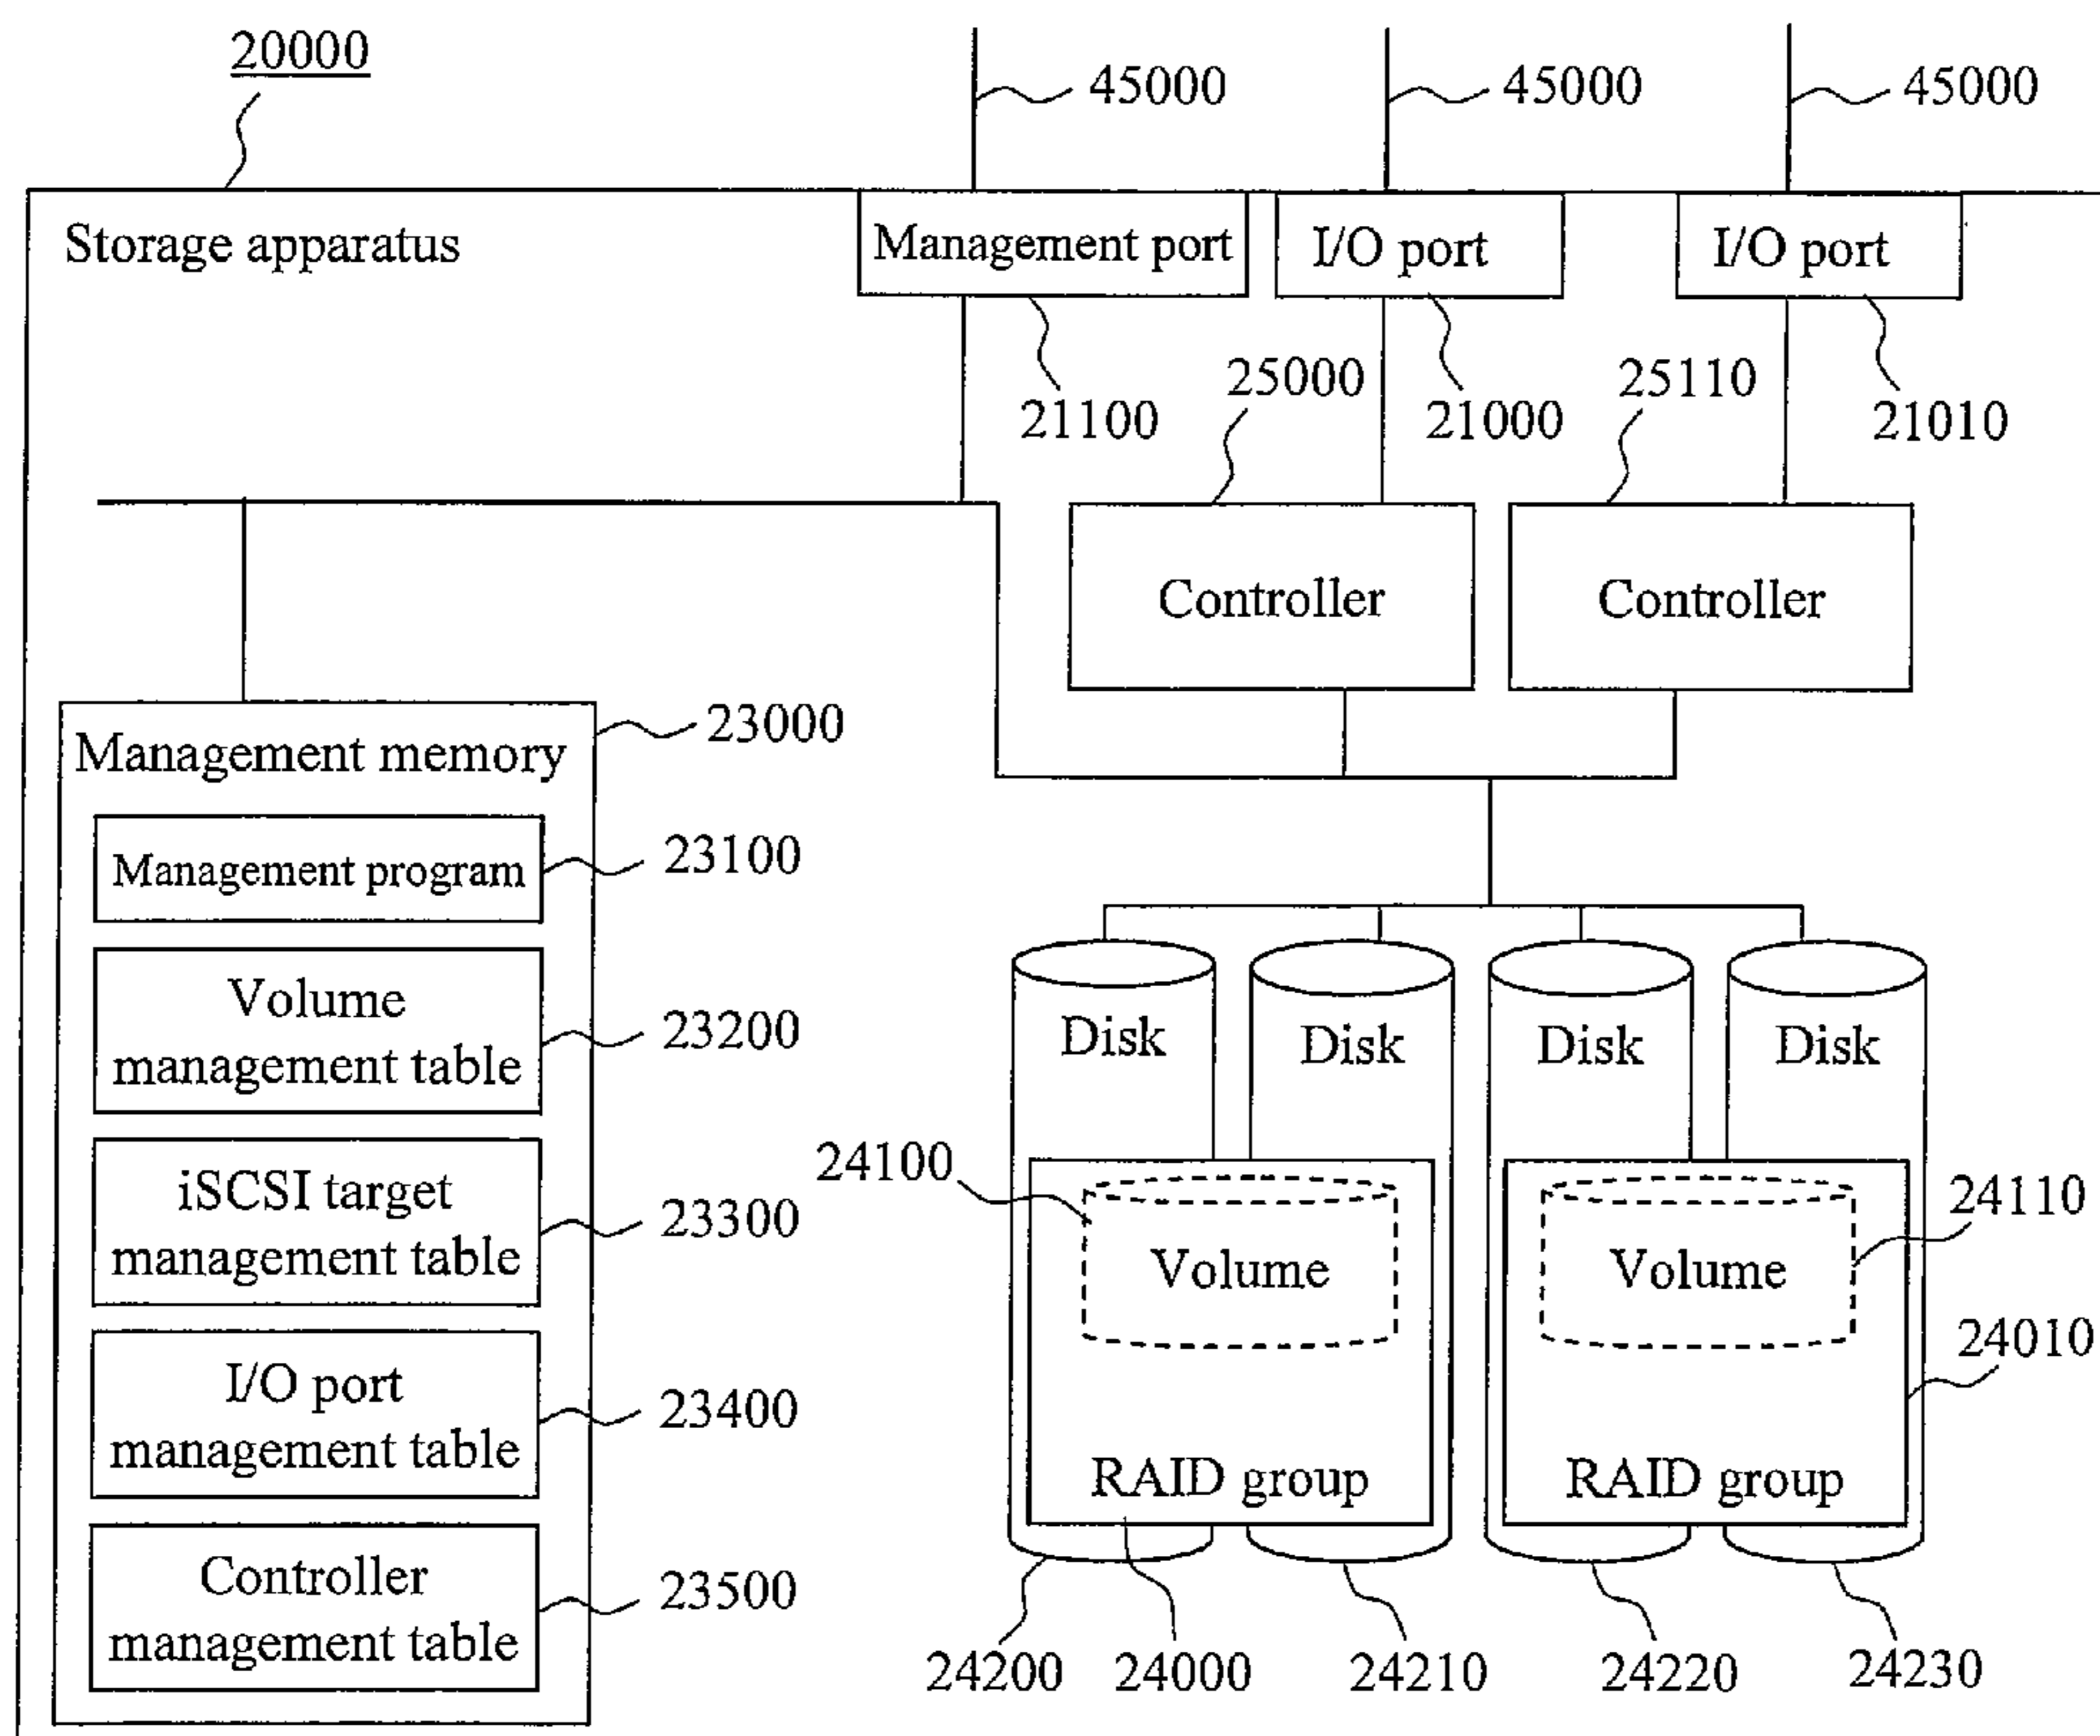 20000
45000
45000
45000
Storage apparatus
Management port
I/O port
I/O port
25000
25110
21100
21000
21010
Controller
Controller
23000
Management memory
Management program
23100
Volume
management table
23200
iSCSI target
management table
23300
I/O port
management table
23400
Controller
management table
23500
Disk
Disk
Disk
Disk
24100
Volume
Volume
24110
24010
RAID group
RAID group
24200
24000
24210
24220
24230